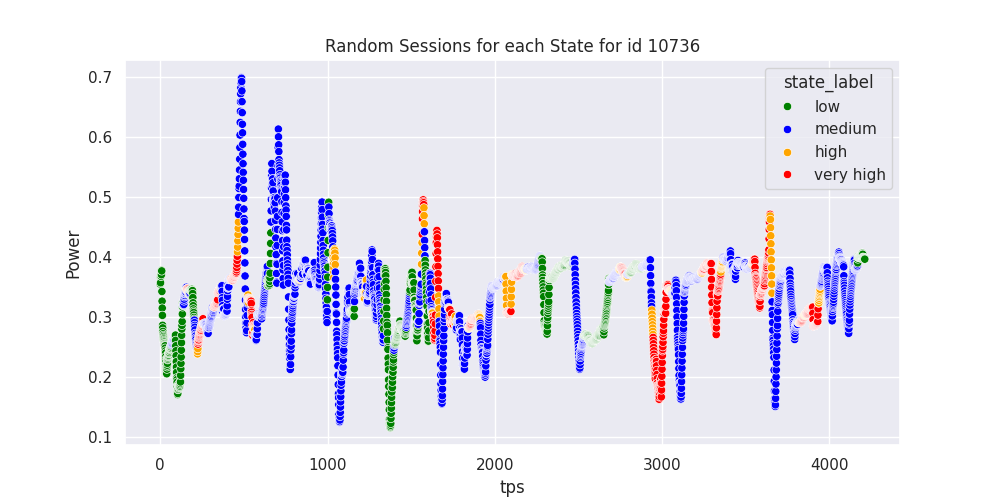 Random Sessions for each State for id 10736
state_label
low
medium
high
very high
Power
0.7
0.6
0.5
0.4
0.3
0.2
0.1
0 1000 2000 3000 4000
tps